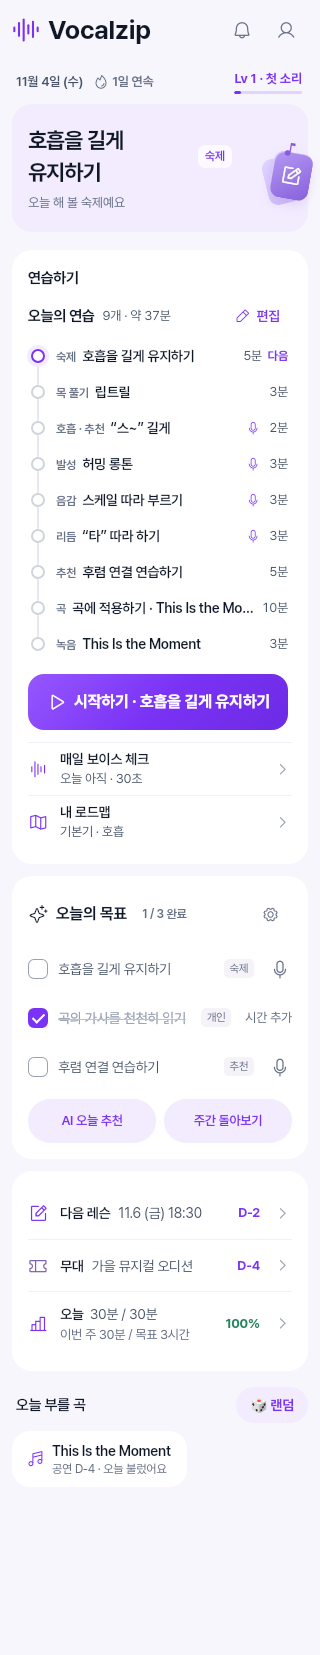 Vocalzip
11월 4일 (수) 1일 연속 Lv 1 · 첫 소리
호흡을 길게
유지하기
숙제
오늘 해 볼 숙제예요
연습하기
오늘의 연습 9개 · 약 37분 편집
숙제 호흡을 길게 유지하기 5분 다음
목 풀기 립트릴 3분
호흡 · 추천 “스~” 길게 2분
발성 허밍 롱톤 3분
음감 스케일 따라 부르기 3분
리듬 “타” 따라 하기 3분
추천 후렴 연결 연습하기 5분
곡 곡에 적용하기 · This Is the Mo... 10분
녹음 This Is the Moment 3분
시작하기 · 호흡을 길게 유지하기
매일 보이스 체크
오늘 아직 · 30초
내 로드맵
기본기 · 호흡
오늘의 목표 1 / 3 완료
호흡을 길게 유지하기 숙제
곡의 가사를 천천히 읽기 개인 시간 추가
후렴 연결 연습하기 추천
AI 오늘 추천 주간 돌아보기
다음 레슨 11.6 (금) 18:30 D-2
무대 가을 뮤지컬 오디션 D-4
오늘 30분 / 30분 100%
이번 주 30분 / 목표 3시간
오늘 부를 곡 랜덤
This Is the Moment
공연 D-4 · 오늘 불렀어요